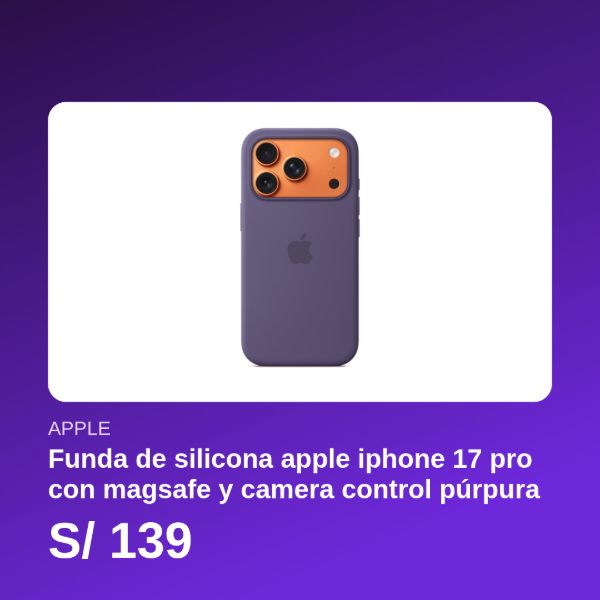 APPLE
Funda de silicona apple iphone 17 pro
con magsafe y camera control púrpura
S/ 139